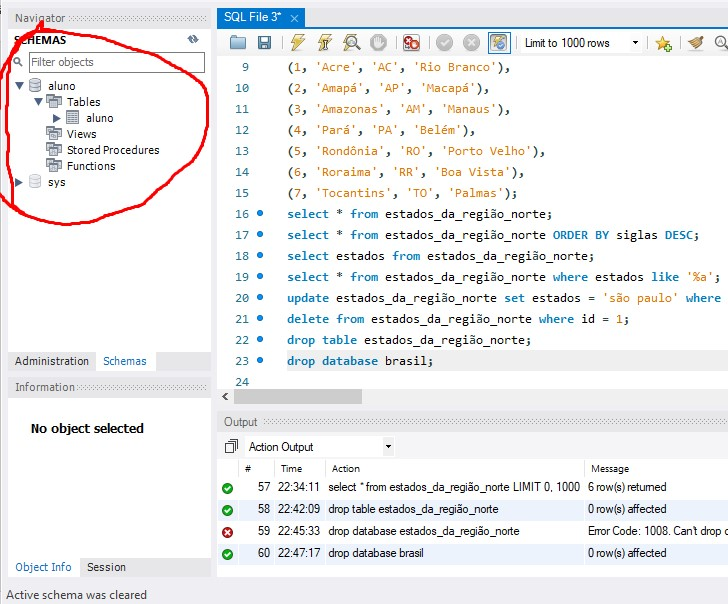 Navigator
SCHEMAS
Filter objects
aluno
Tables
aluno
Views
Stored Procedures
Functions
sys
Administration Schemas
Information
No object selected
Object Info Session
Active schema was cleared
SQL File 3*
Limit to 1000 rows
9 (1, 'Acre', 'AC', 'Rio Branco'),
10 (2, 'Amapá', 'AP', 'Macapá'),
11 (3, 'Amazonas', 'AM', 'Manaus'),
12 (4, 'Pará', 'PA', 'Belém'),
13 (5, 'Rondônia', 'RO', 'Porto Velho'),
14 (6, 'Roraima', 'RR', 'Boa Vista'),
15 (7, 'Tocantins', 'TO', 'Palmas');
16 select * from estados_da_região_norte;
17 select * from estados_da_região_norte ORDER BY siglas DESC;
18 select estados from estados_da_região_norte;
19 select * from estados_da_região_norte where estados like '%a';
20 update estados_da_região_norte set estados = 'são paulo' where
21 delete from estados_da_região_norte where id = 1;
22 drop table estados_da_região_norte;
23 drop database brasil;
24
Output
Action Output
# Time Action Message
57 22:34:11 select * from estados_da_região_norte LIMIT 0, 1000 6 row(s) returned
58 22:42:09 drop table estados_da_região_norte 0 row(s) affected
59 22:45:33 drop database estados_da_região_norte Error Code: 1008. Can't drop
60 22:47:17 drop database brasil 0 row(s) affected